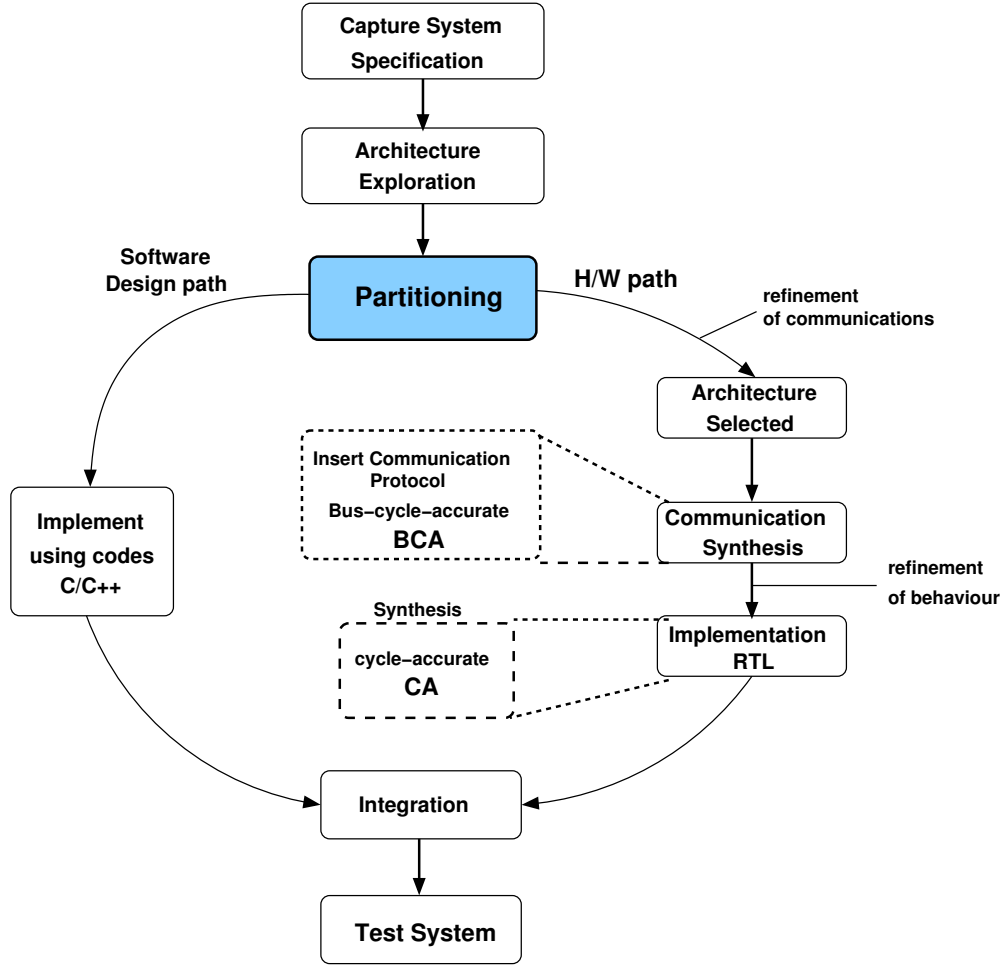 Capture System
Specification
Architecture
Exploration
Software
Design path
Partitioning
H/W path
refinement
of communications
Architecture
Selected
Insert Communication
Protocol
Bus−cycle−accurate
BCA
Communication
Synthesis
Implement
using codes
C/C++
refinement
of behaviour
Synthesis
cycle−accurate
CA
Implementation
RTL
Integration
Test System